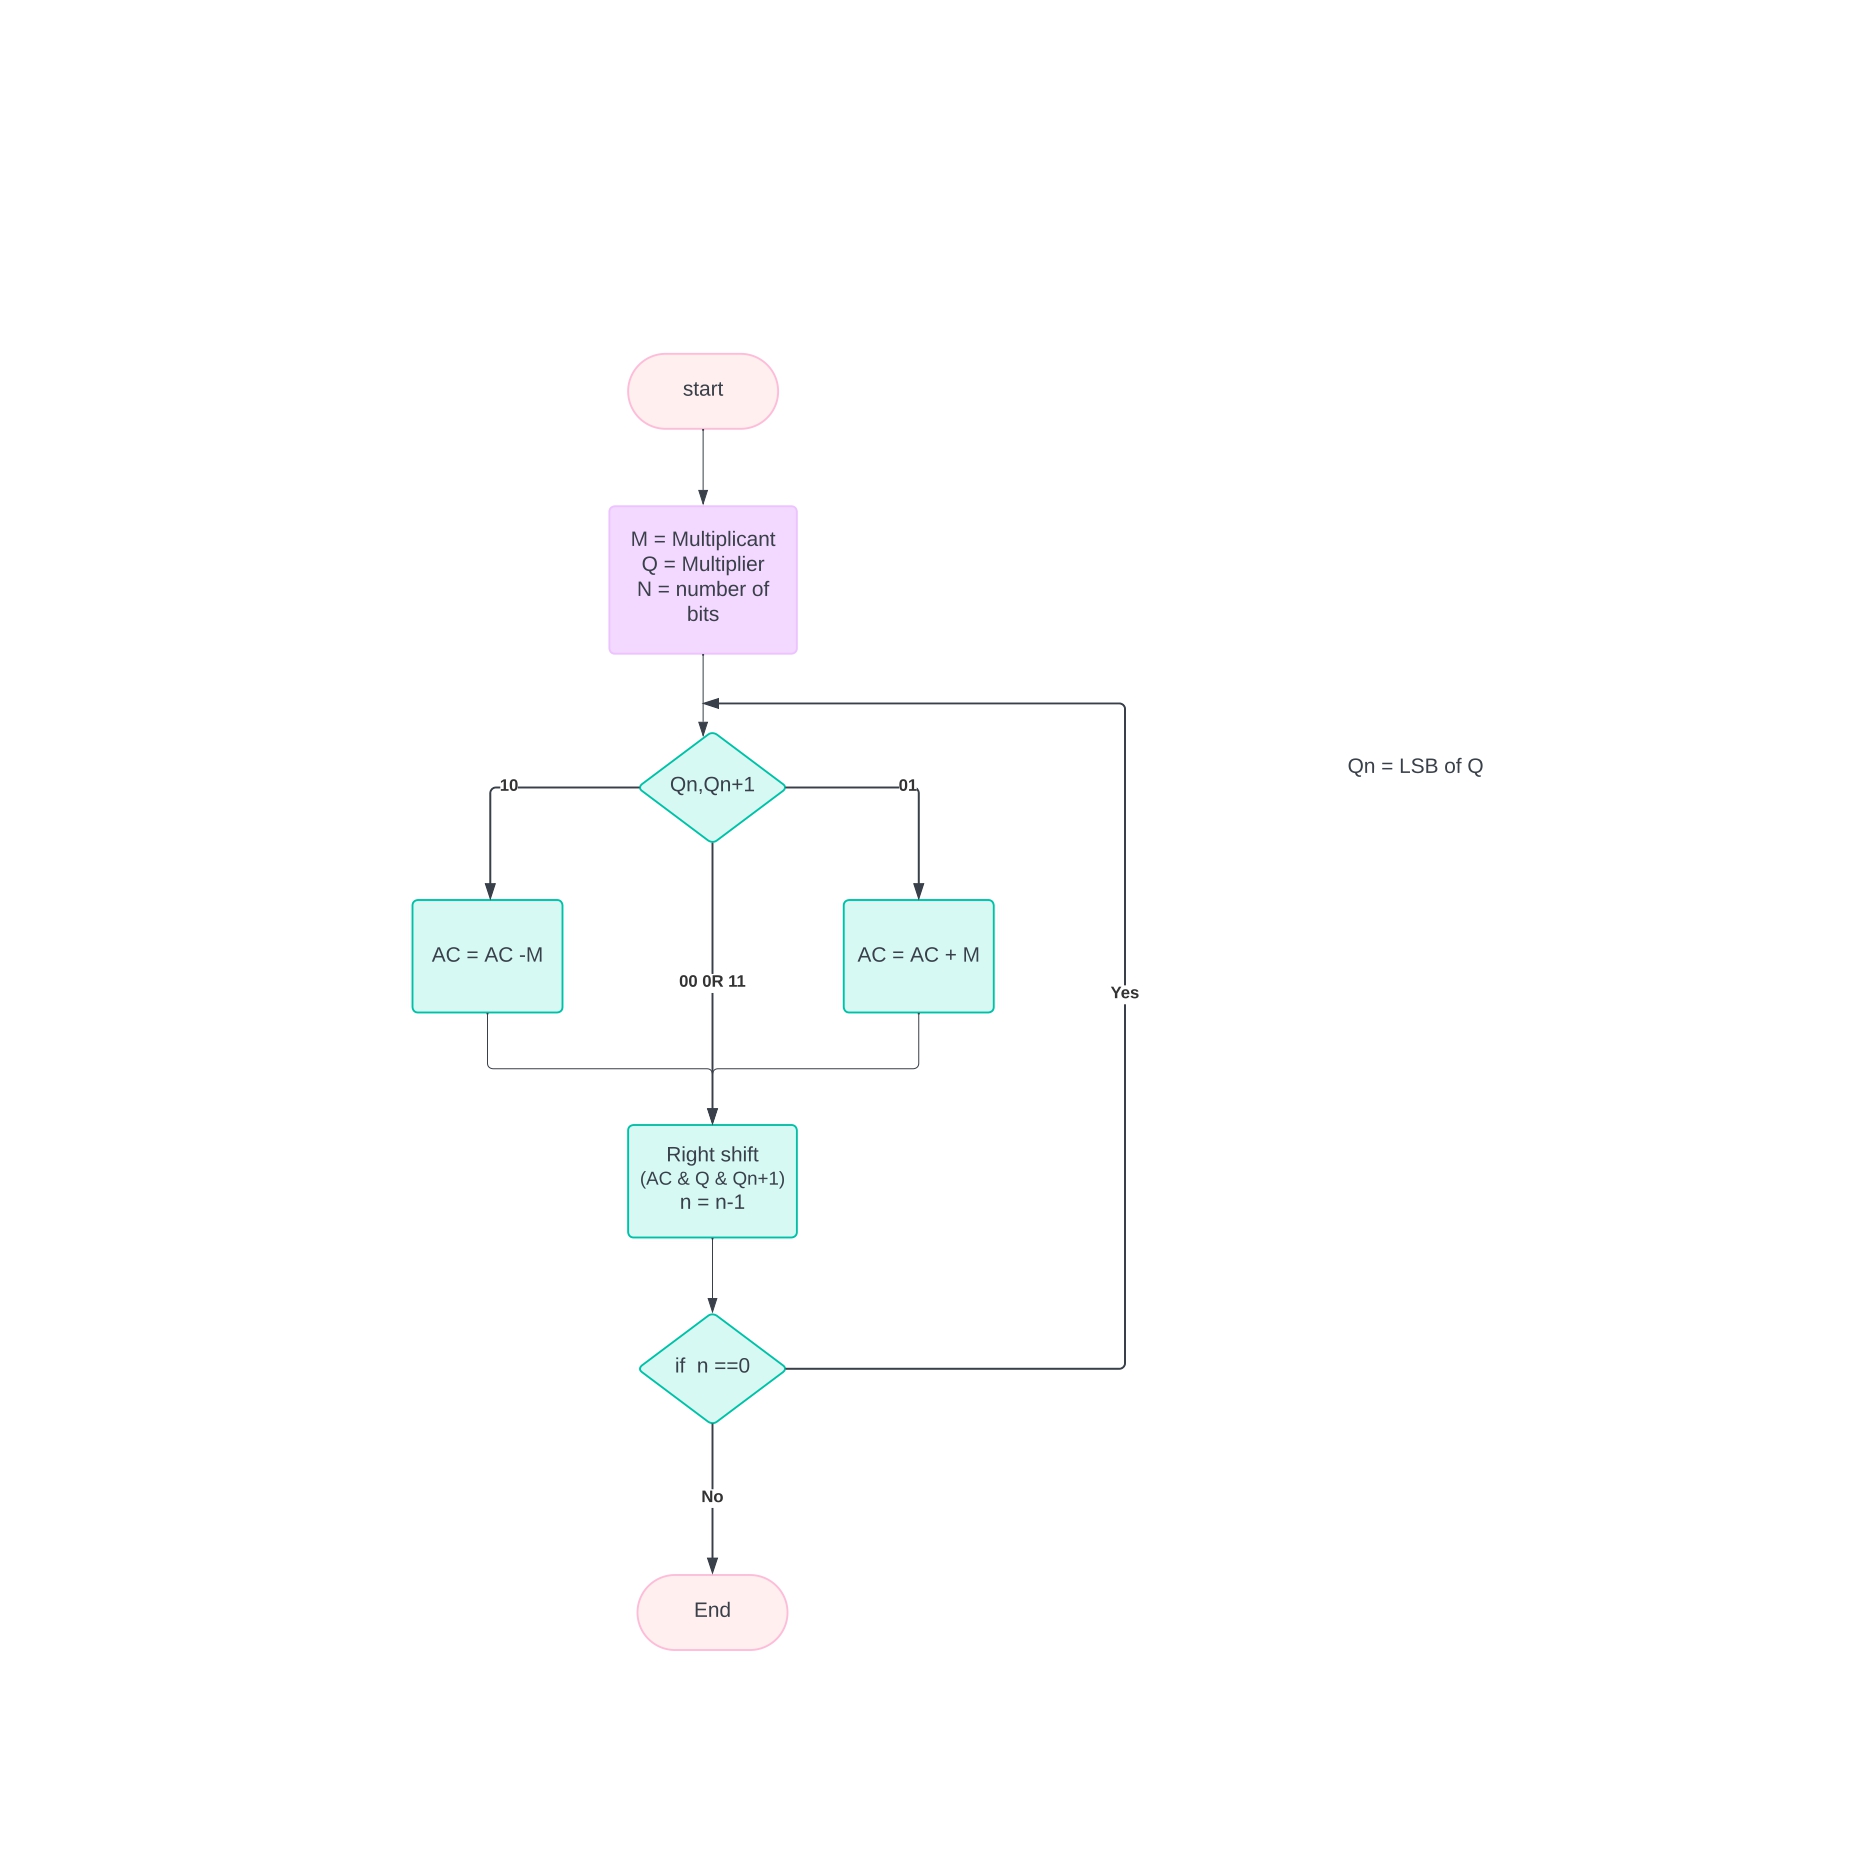 start
M = Multiplicant
Q = Multiplier
N = number of
bits
Qn,Qn+1
Qn = LSB of Q
10
01
AC = AC -M
AC = AC + M
00 0R 11
Yes
Right shift
(AC & Q & Qn+1)
n = n-1
if  n ==0
No
End